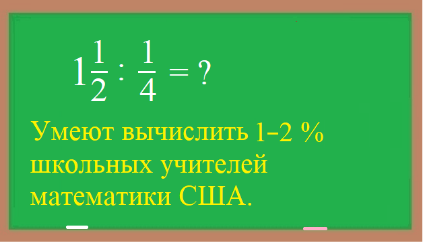 1 1/2 : 1/4 = ?
Умеют вычислить 1-2 %
школьных учителей
математики США.